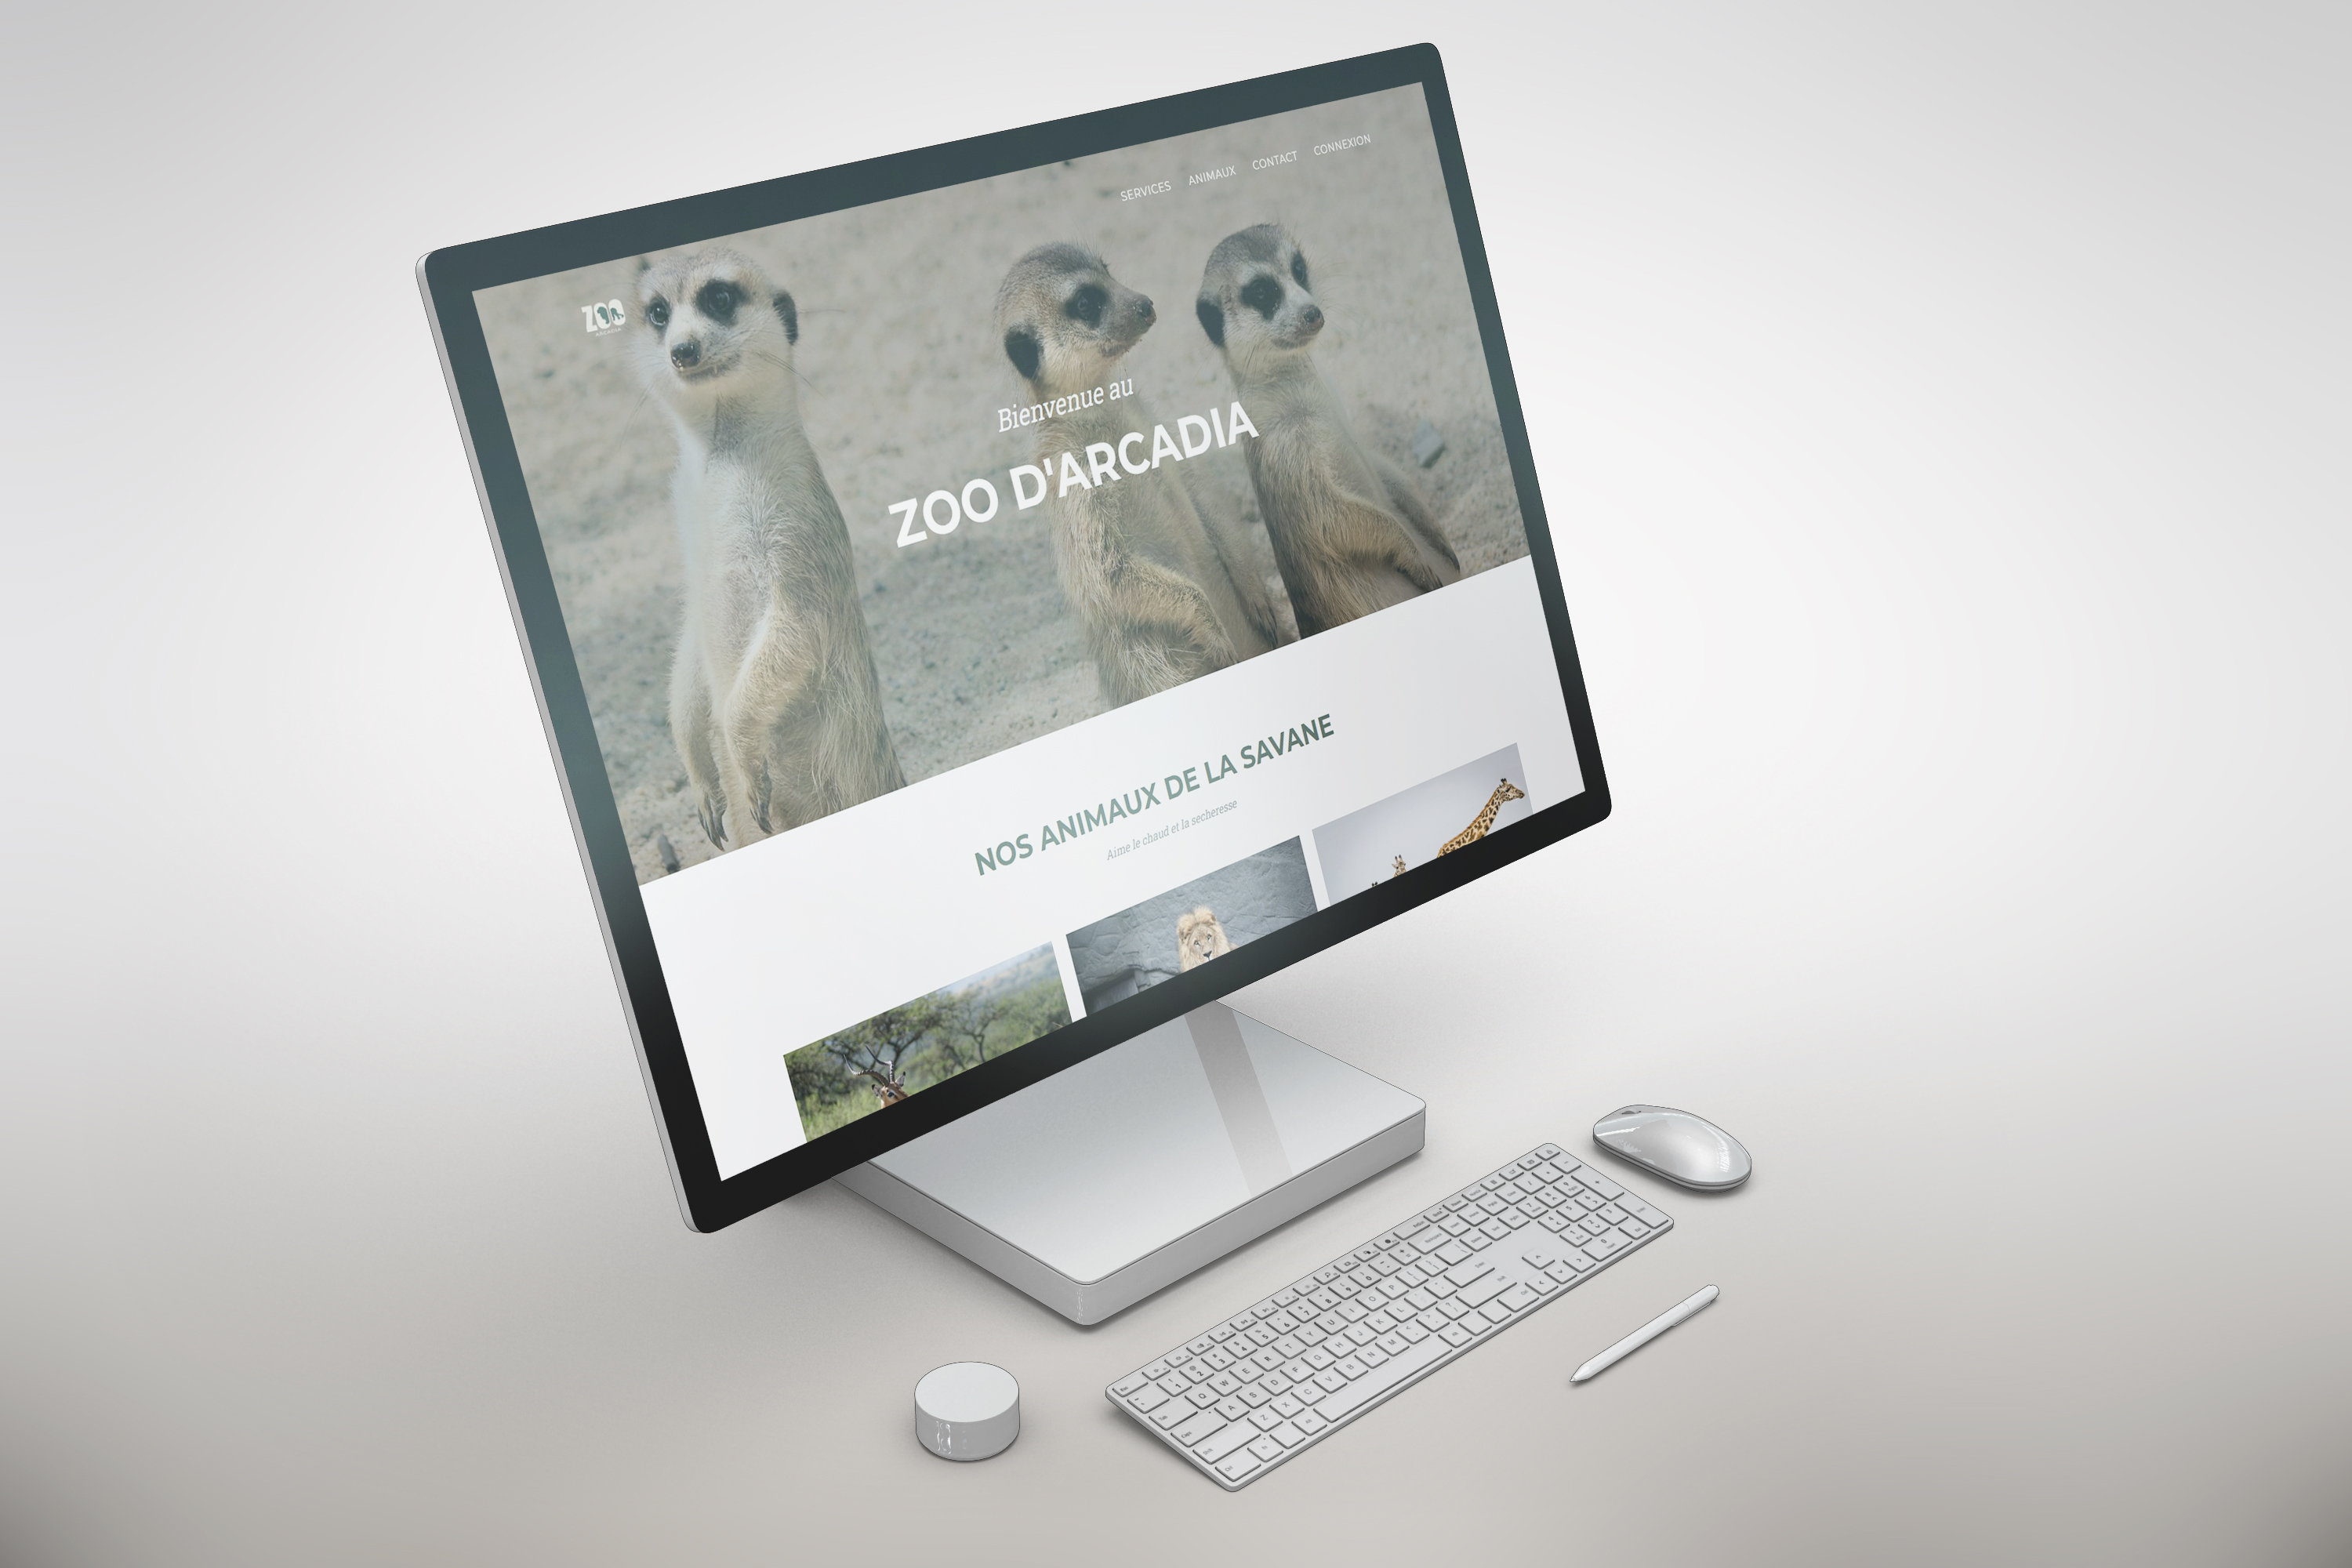 SERVICES ANIMAUX CONTACT CONNEXION
ZOO
Bienvenue au
ZOO D'ARCADIA
NOS ANIMAUX DE LA SAVANE
Aime le chaud et la secheresse